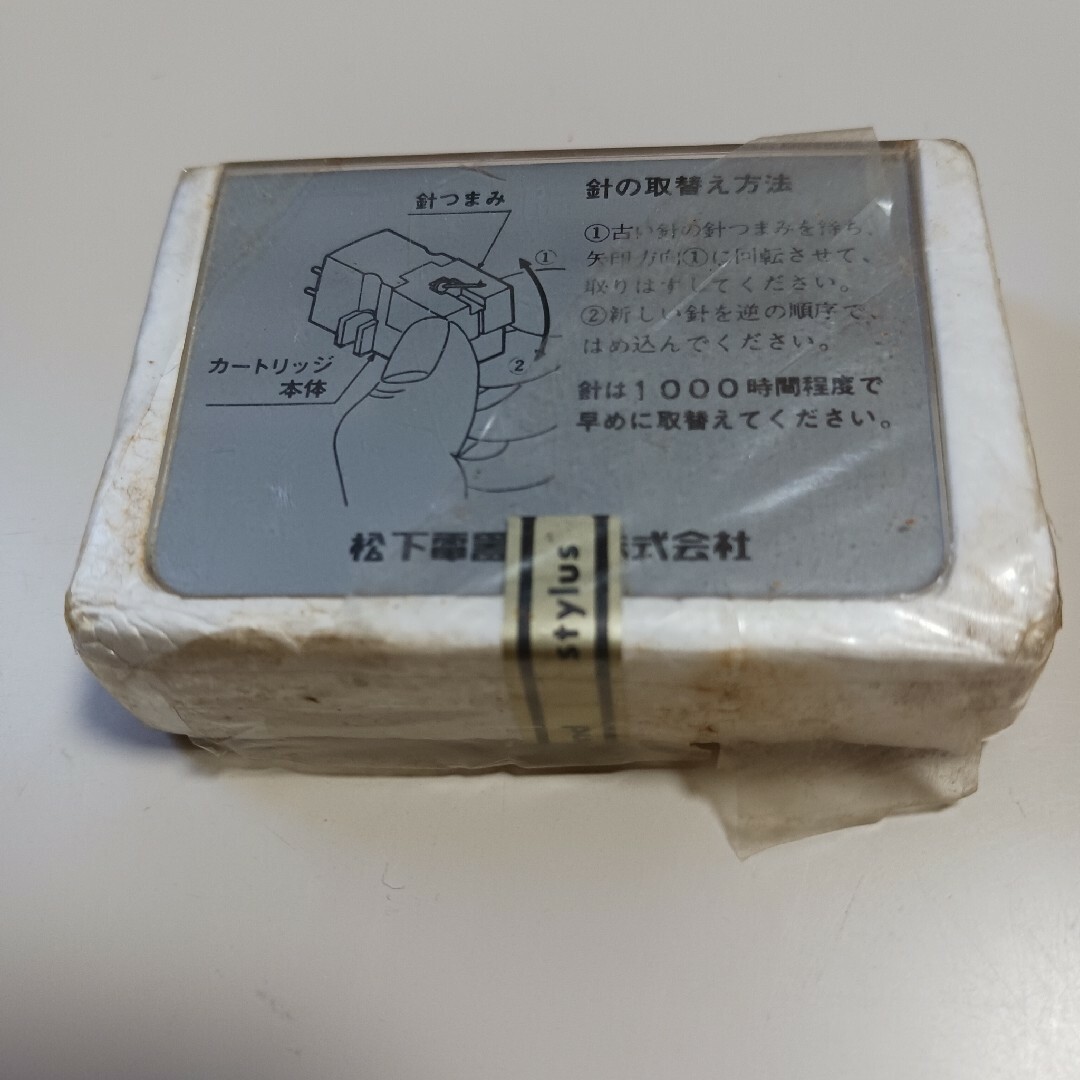 針つまみ
①
②
カートリッジ
本体
針の取替え方法
①古い針の針つまみを持ち、
矢印方向①に回転させて、
取りはずしてください。
②新しい針を逆の順序で、
はめ込んでください。
針は1000時間程度で
早めに取替えてください。
松下電器 株式会社
stylus